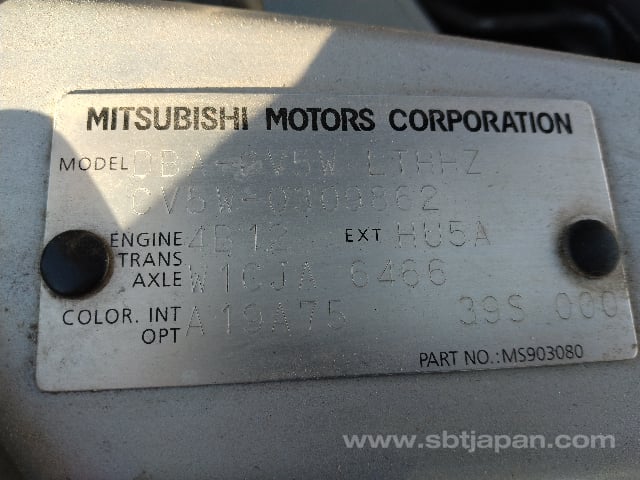 MITSUBISHI MOTORS CORPORATION
MODEL DBA-CV5W LTHHZ
CV5W-0300862
ENGINE 4B12 EXT HU5A
TRANS AXLE W1CJA 6466
COLOR. INT OPT A19A75 39S 000
PART NO.:MS903080
www.sbtjapan.com